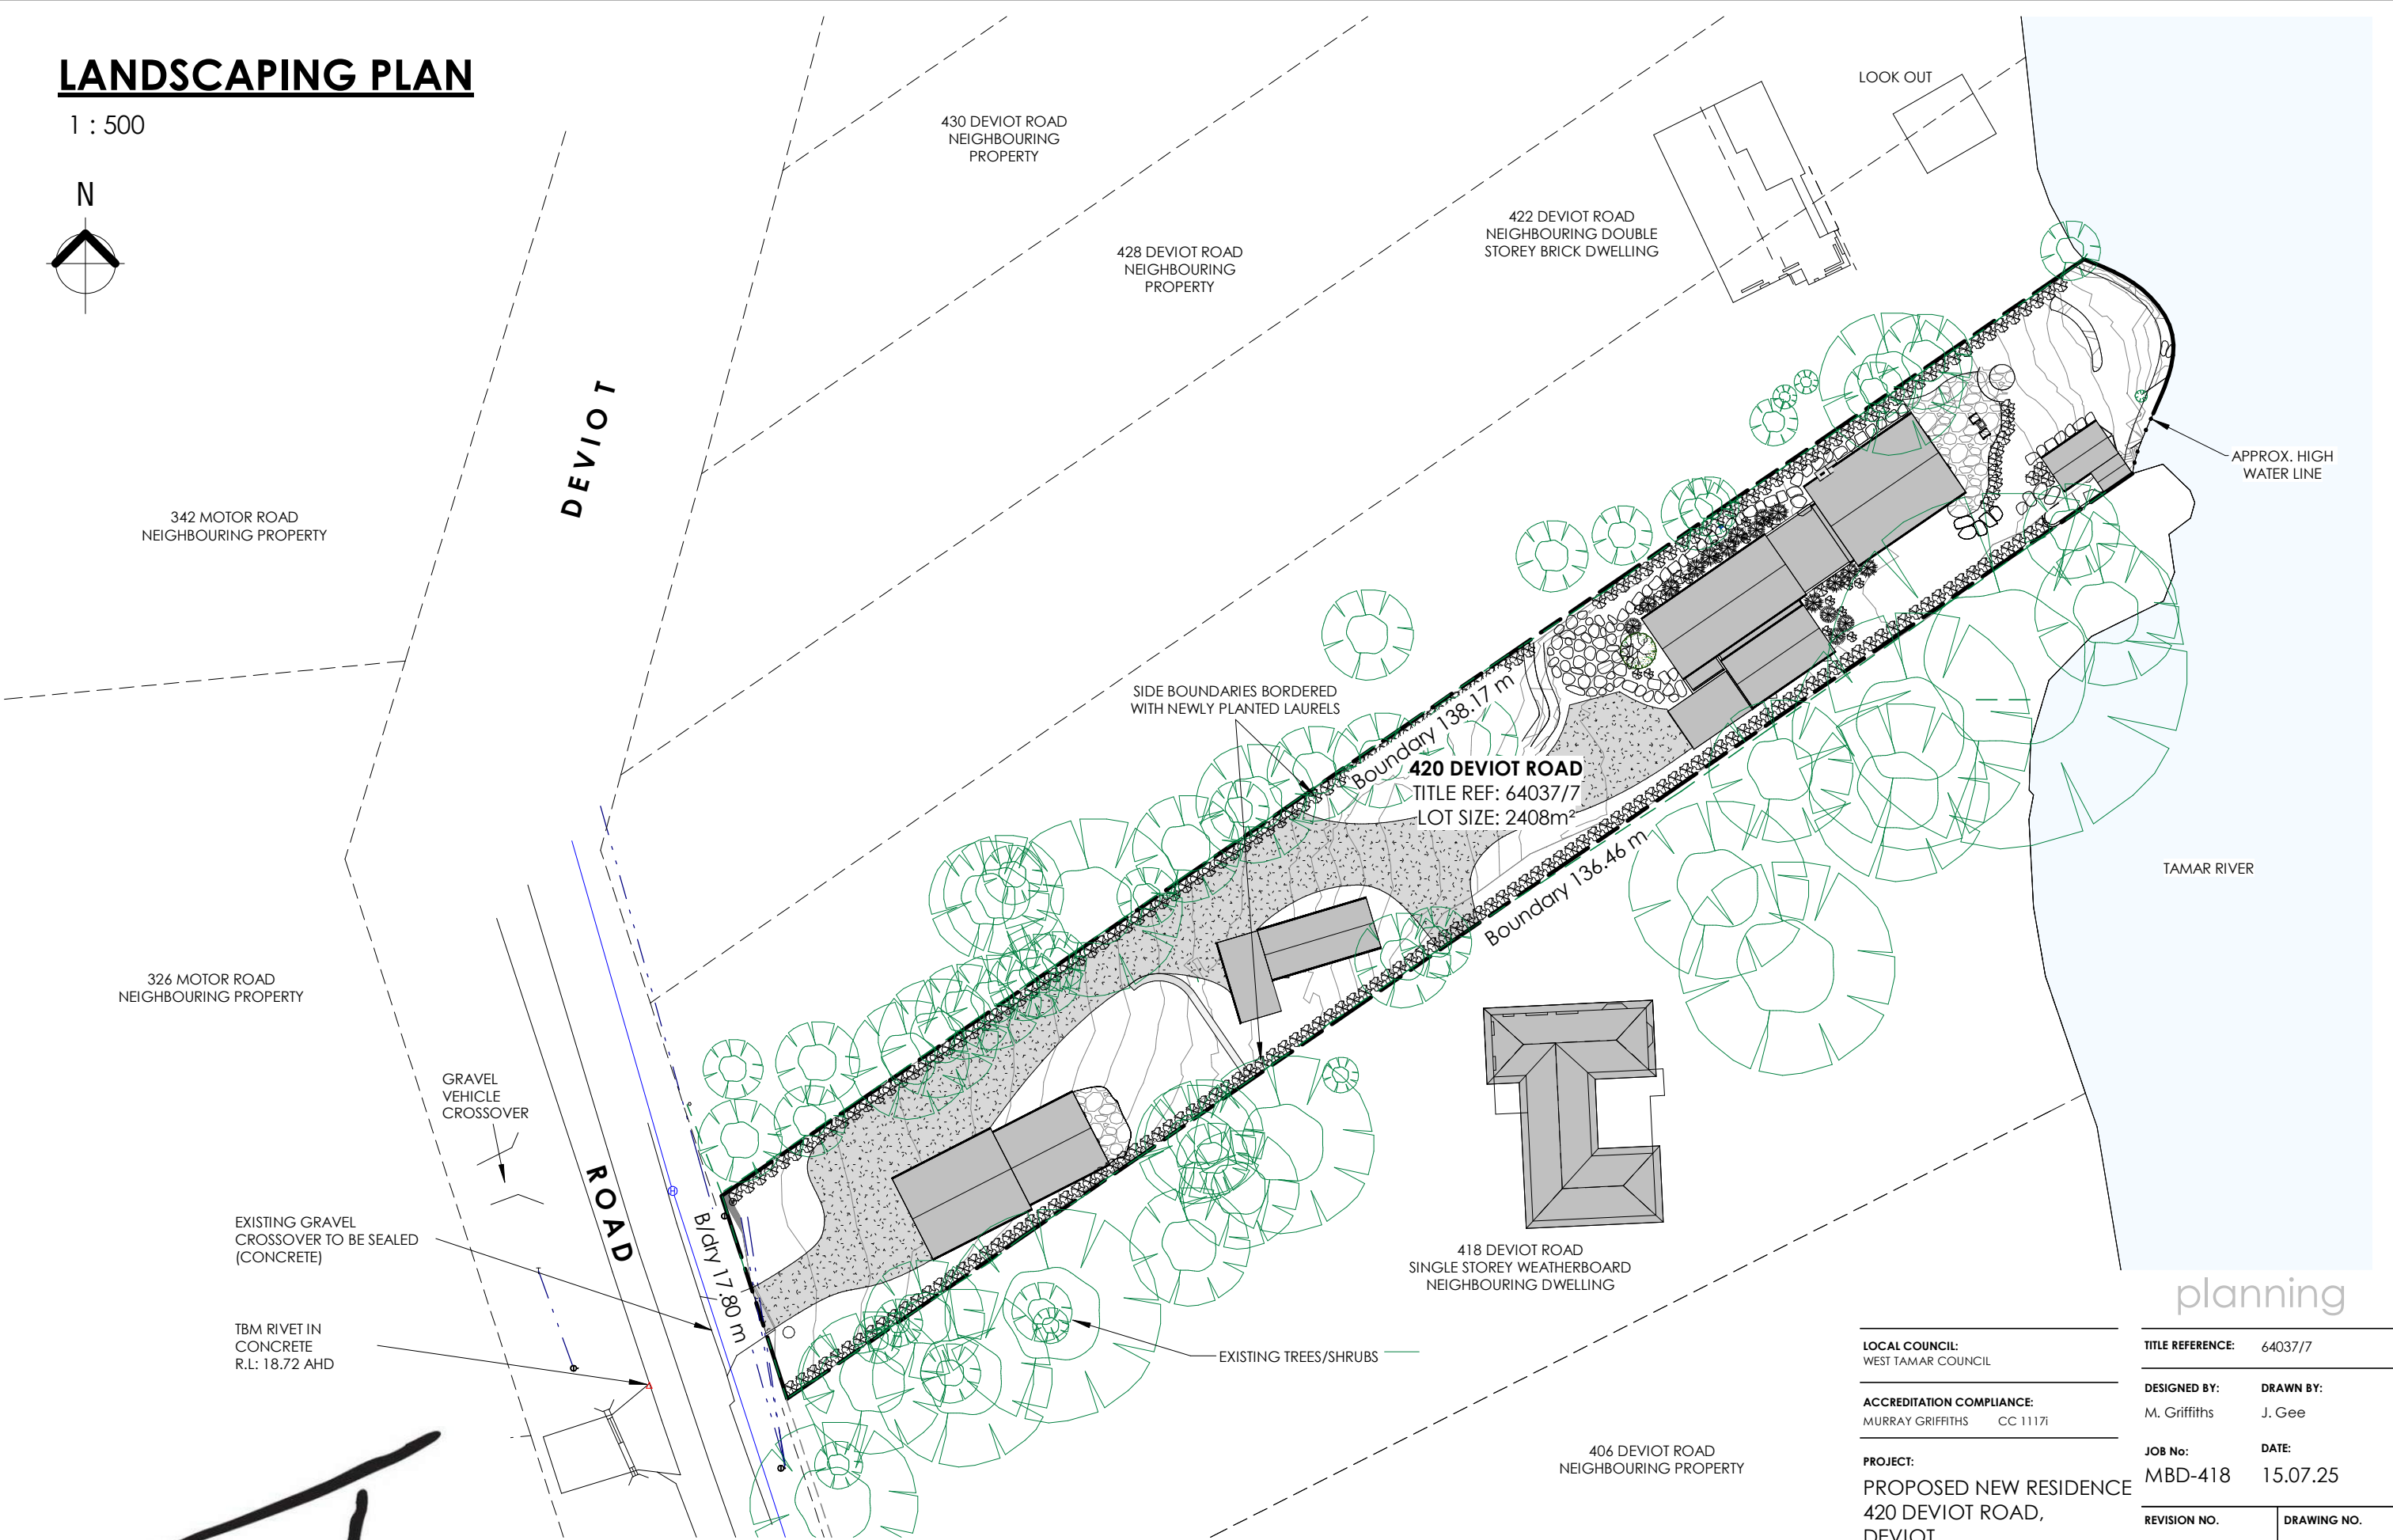 LANDSCAPING PLAN
1 : 500
N
LOOK OUT
430 DEVIOT ROAD
NEIGHBOURING
PROPERTY
422 DEVIOT ROAD
NEIGHBOURING DOUBLE
STOREY BRICK DWELLING
428 DEVIOT ROAD
NEIGHBOURING
PROPERTY
DEVIOT
APPROX. HIGH
WATER LINE
342 MOTOR ROAD
NEIGHBOURING PROPERTY
SIDE BOUNDARIES BORDERED
WITH NEWLY PLANTED LAURELS
Boundary 138.17 m
420 DEVIOT ROAD
TITLE REF: 64037/7
LOT SIZE: 2408m²
Boundary 136.46 m
TAMAR RIVER
326 MOTOR ROAD
NEIGHBOURING PROPERTY
GRAVEL
VEHICLE
CROSSOVER
ROAD
B/dry 17.80 m
EXISTING GRAVEL
CROSSOVER TO BE SEALED
(CONCRETE)
418 DEVIOT ROAD
SINGLE STOREY WEATHERBOARD
NEIGHBOURING DWELLING
TBM RIVET IN
CONCRETE
R.L: 18.72 AHD
EXISTING TREES/SHRUBS
406 DEVIOT ROAD
NEIGHBOURING PROPERTY
planning
LOCAL COUNCIL:
WEST TAMAR COUNCIL
ACCREDITATION COMPLIANCE:
MURRAY GRIFFITHS CC 1117i
PROJECT:
PROPOSED NEW RESIDENCE
420 DEVIOT ROAD,
DEVIOT
TITLE REFERENCE: 64037/7
DESIGNED BY: DRAWN BY:
M. Griffiths J. Gee
JOB No: DATE:
MBD-418 15.07.25
REVISION NO. DRAWING NO.